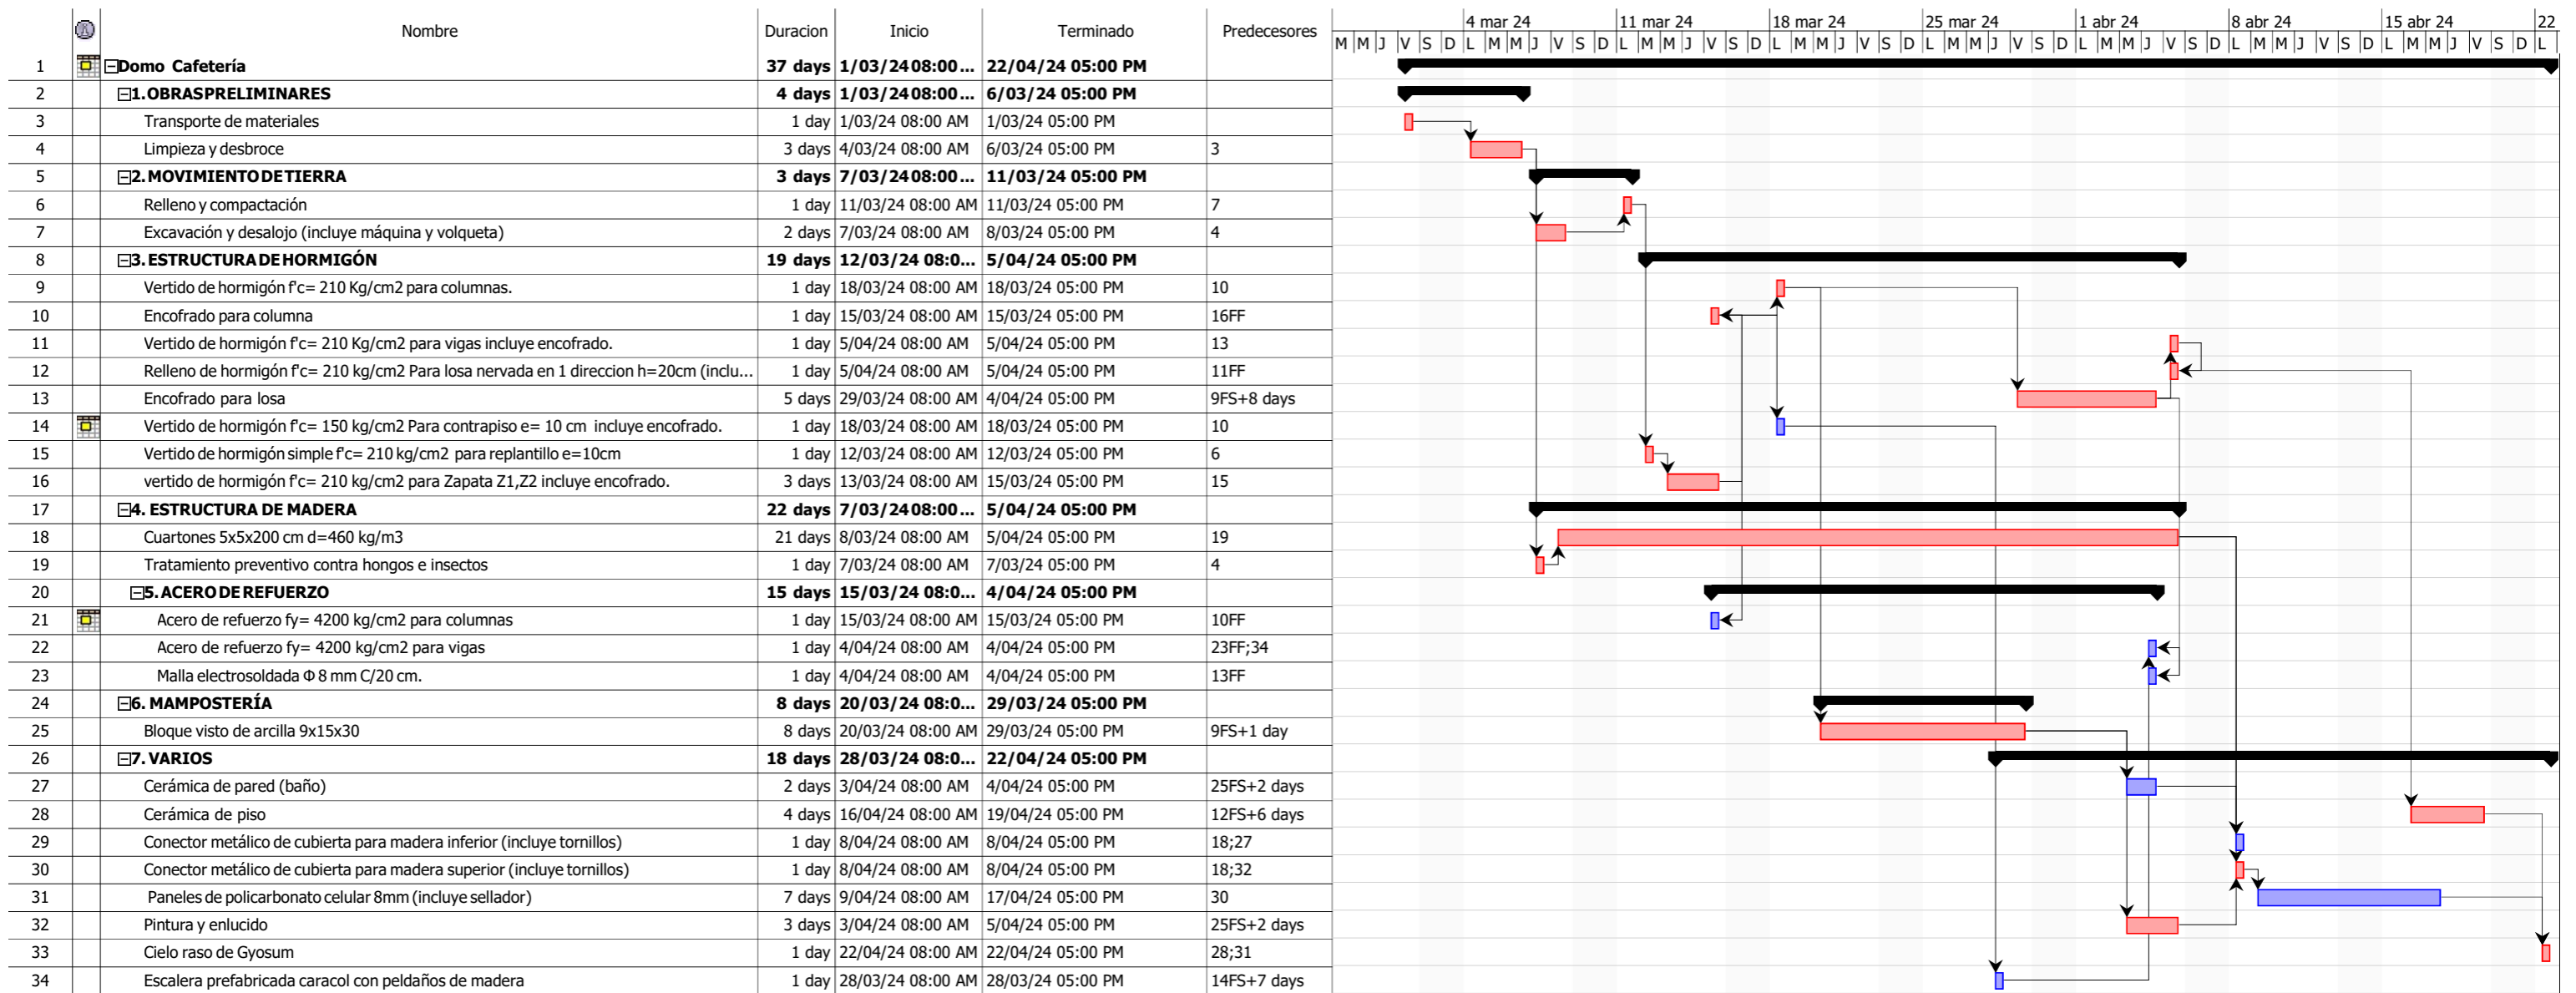 Nombre Duracion Inicio Terminado Predecesores
4 mar 24 11 mar 24 18 mar 24 25 mar 24 1 abr 24 8 abr 24 15 abr 24 22
M M J V S D L M M J V S D L M M J V S D L M M J V S D L M M J V S D L M M J V S D L M M J V S D L M M J V S D L
1 Domo Cafetería 37 days 1/03/24 08:00... 22/04/24 05:00 PM
2 1. OBRAS PRELIMINARES 4 days 1/03/24 08:00... 6/03/24 05:00 PM
3 Transporte de materiales 1 day 1/03/24 08:00 AM 1/03/24 05:00 PM
4 Limpieza y desbroce 3 days 4/03/24 08:00 AM 6/03/24 05:00 PM 3
5 2. MOVIMIENTO DE TIERRA 3 days 7/03/24 08:00... 11/03/24 05:00 PM
6 Relleno y compactación 1 day 11/03/24 08:00 AM 11/03/24 05:00 PM 7
7 Excavación y desalojo (incluye máquina y volqueta) 2 days 7/03/24 08:00 AM 8/03/24 05:00 PM 4
8 3. ESTRUCTURA DE HORMIGÓN 19 days 12/03/24 08:0... 5/04/24 05:00 PM
9 Vertido de hormigón f'c= 210 Kg/cm2 para columnas. 1 day 18/03/24 08:00 AM 18/03/24 05:00 PM 10
10 Encofrado para columna 1 day 15/03/24 08:00 AM 15/03/24 05:00 PM 16FF
11 Vertido de hormigón f'c= 210 Kg/cm2 para vigas incluye encofrado. 1 day 5/04/24 08:00 AM 5/04/24 05:00 PM 13
12 Relleno de hormigón f'c= 210 kg/cm2 Para losa nervada en 1 direccion h=20cm (inclu... 1 day 5/04/24 08:00 AM 5/04/24 05:00 PM 11FF
13 Encofrado para losa 5 days 29/03/24 08:00 AM 4/04/24 05:00 PM 9FS+8 days
14 Vertido de hormigón f'c= 150 kg/cm2 Para contrapiso e= 10 cm incluye encofrado. 1 day 18/03/24 08:00 AM 18/03/24 05:00 PM 10
15 Vertido de hormigón simple f'c= 210 kg/cm2 para replantillo e=10cm 1 day 12/03/24 08:00 AM 12/03/24 05:00 PM 6
16 vertido de hormigón f'c= 210 kg/cm2 para Zapata Z1,Z2 incluye encofrado. 3 days 13/03/24 08:00 AM 15/03/24 05:00 PM 15
17 4. ESTRUCTURA DE MADERA 22 days 7/03/24 08:00... 5/04/24 05:00 PM
18 Cuartones 5x5x200 cm d=460 kg/m3 21 days 8/03/24 08:00 AM 5/04/24 05:00 PM 19
19 Tratamiento preventivo contra hongos e insectos 1 day 7/03/24 08:00 AM 7/03/24 05:00 PM 4
20 5. ACERO DE REFUERZO 15 days 15/03/24 08:0... 4/04/24 05:00 PM
21 Acero de refuerzo fy= 4200 kg/cm2 para columnas 1 day 15/03/24 08:00 AM 15/03/24 05:00 PM 10FF
22 Acero de refuerzo fy= 4200 kg/cm2 para vigas 1 day 4/04/24 08:00 AM 4/04/24 05:00 PM 23FF;34
23 Malla electrosoldada Φ 8 mm C/20 cm. 1 day 4/04/24 08:00 AM 4/04/24 05:00 PM 13FF
24 6. MAMPOSTERÍA 8 days 20/03/24 08:0... 29/03/24 05:00 PM
25 Bloque visto de arcilla 9x15x30 8 days 20/03/24 08:00 AM 29/03/24 05:00 PM 9FS+1 day
26 7. VARIOS 18 days 28/03/24 08:0... 22/04/24 05:00 PM
27 Cerámica de pared (baño) 2 days 3/04/24 08:00 AM 4/04/24 05:00 PM 25FS+2 days
28 Cerámica de piso 4 days 16/04/24 08:00 AM 19/04/24 05:00 PM 12FS+6 days
29 Conector metálico de cubierta para madera inferior (incluye tornillos) 1 day 8/04/24 08:00 AM 8/04/24 05:00 PM 18;27
30 Conector metálico de cubierta para madera superior (incluye tornillos) 1 day 8/04/24 08:00 AM 8/04/24 05:00 PM 18;32
31 Paneles de policarbonato celular 8mm (incluye sellador) 7 days 9/04/24 08:00 AM 17/04/24 05:00 PM 30
32 Pintura y enlucido 3 days 3/04/24 08:00 AM 5/04/24 05:00 PM 25FS+2 days
33 Cielo raso de Gyosum 1 day 22/04/24 08:00 AM 22/04/24 05:00 PM 28;31
34 Escalera prefabricada caracol con peldaños de madera 1 day 28/03/24 08:00 AM 28/03/24 05:00 PM 14FS+7 days